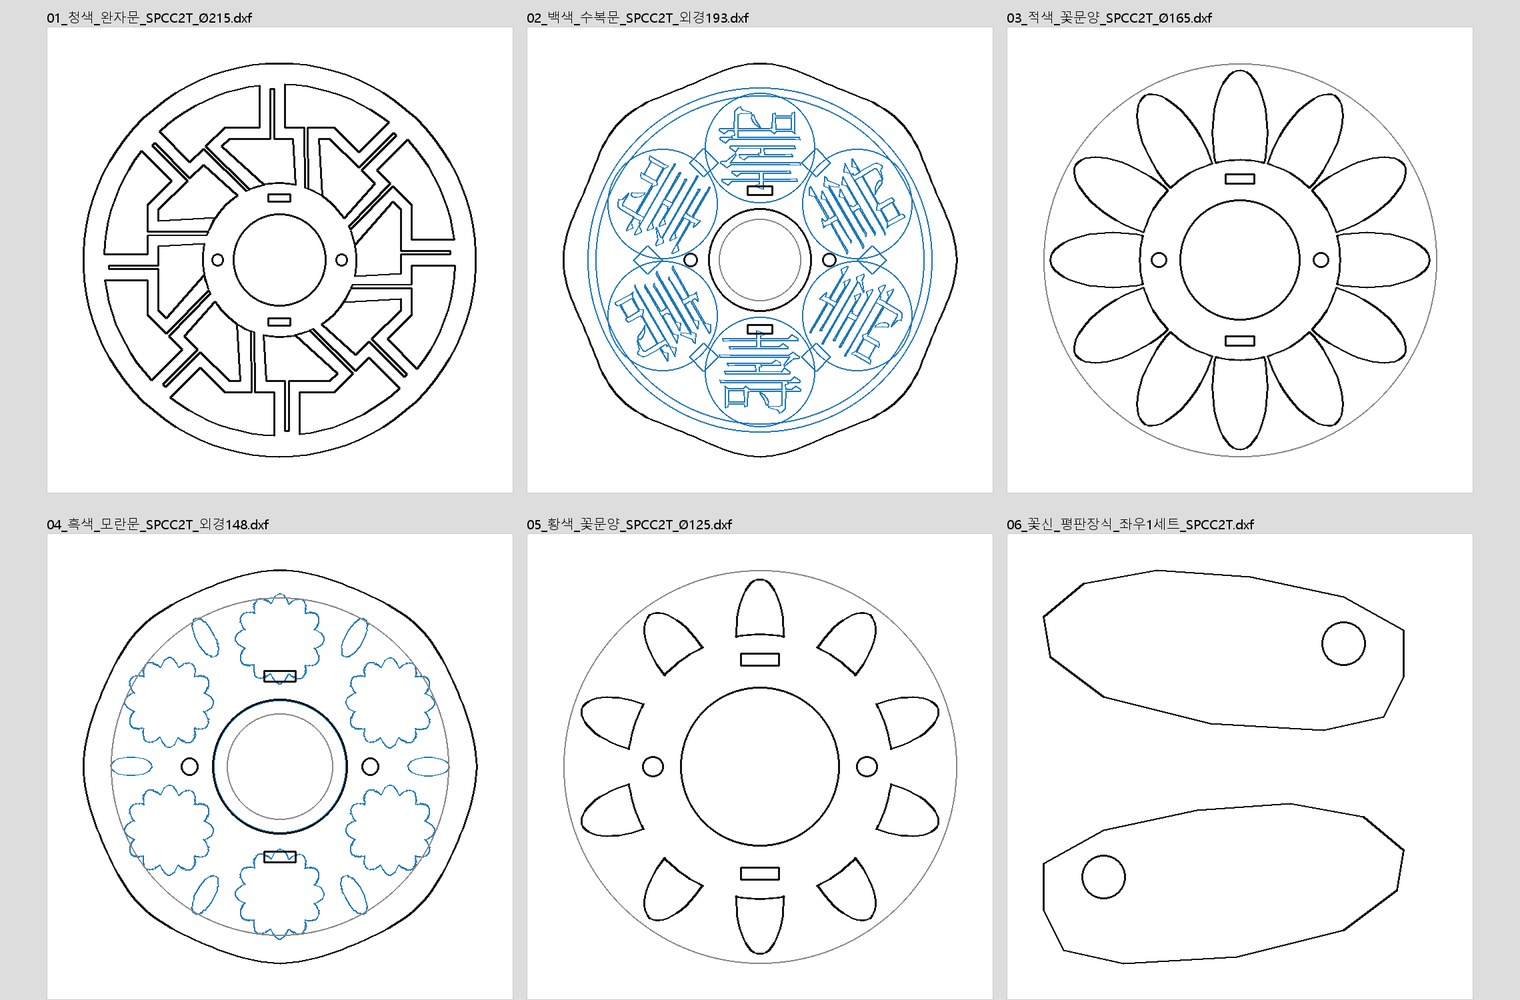 01_청색_완자문_SPCC2T_Ø215.dxf
02_백색_수복문_SPCC2T_외경193.dxf
03_적색_꽃문양_SPCC2T_Ø165.dxf
04_흑색_모란문_SPCC2T_외경148.dxf
05_황색_꽃문양_SPCC2T_Ø125.dxf
06_꽃신_평판장식_좌우1세트_SPCC2T.dxf